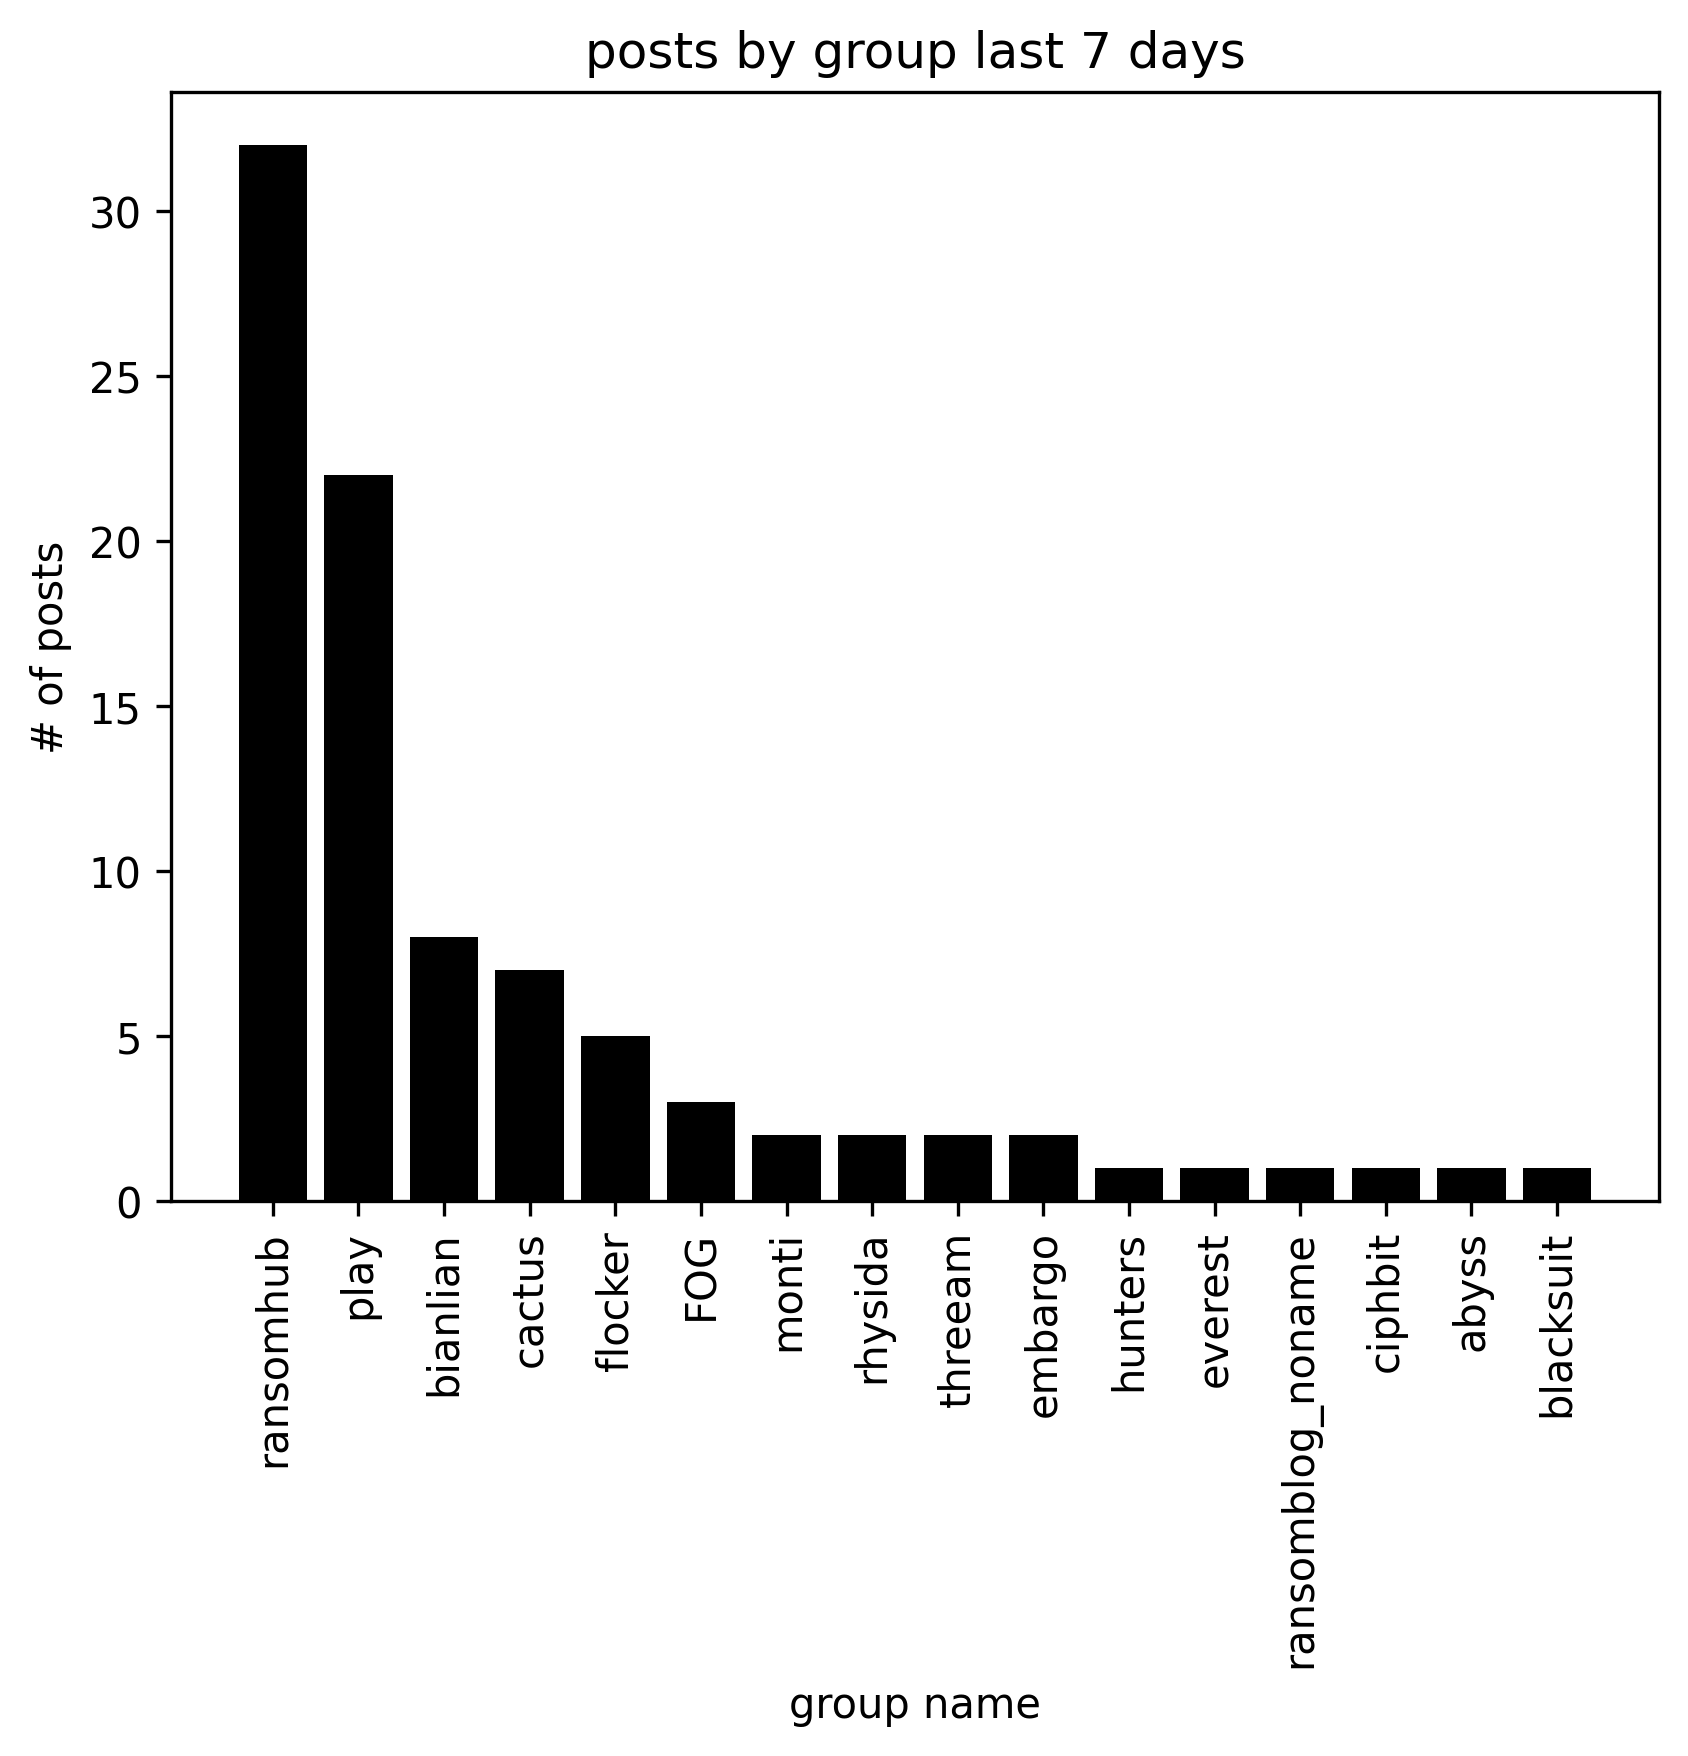 posts by group last 7 days
# of posts
30
25
20
15
10
5
0
ransomhub
play
bianlian
cactus
flocker
FOG
monti
rhysida
threeam
embargo
hunters
everest
ransomblog_noname
ciphbit
abyss
blacksuit
group name